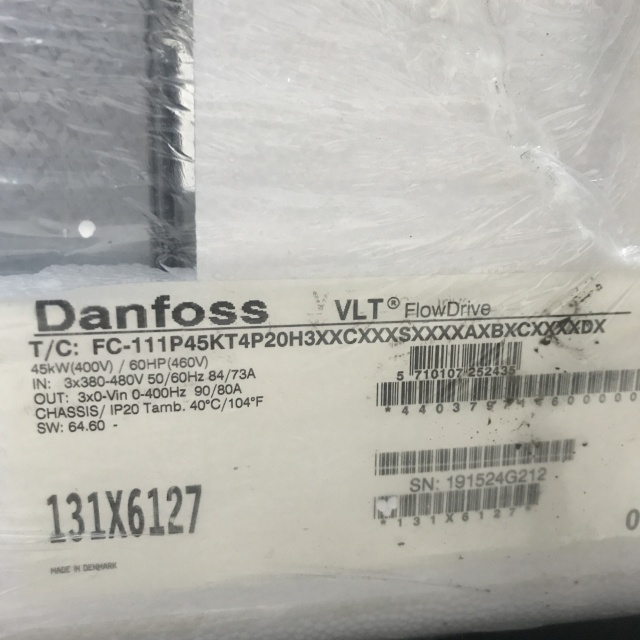 Danfoss VLT® FlowDrive
T/C: FC-111P45KT4P20H3XXCXXXSXXXXAXBXCXXXXDX
45kW(400V) / 60HP(460V)
IN: 3x380-480V 50/60Hz 84/73A
OUT: 3x0-Vin 0-400Hz 90/80A
CHASSIS/ IP20 Tamb. 40°C/104°F
SW: 64.60
5 710107 252435
SN: 191524G212
131X6127
*131X6127*
MADE IN DENMARK